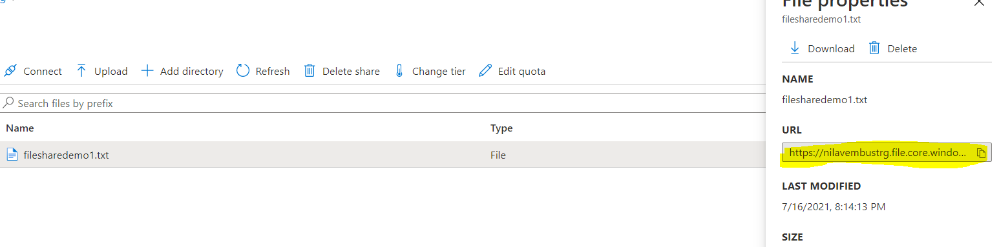 File properties
filesharedemo1.txt
Download Delete
Connect Upload Add directory Refresh Delete share Change tier Edit quota
Search files by prefix
Name Type
filesharedemo1.txt File
NAME
filesharedemo1.txt
URL
https://nilavembustrg.file.core.windo...
LAST MODIFIED
7/16/2021, 8:14:13 PM
SIZE